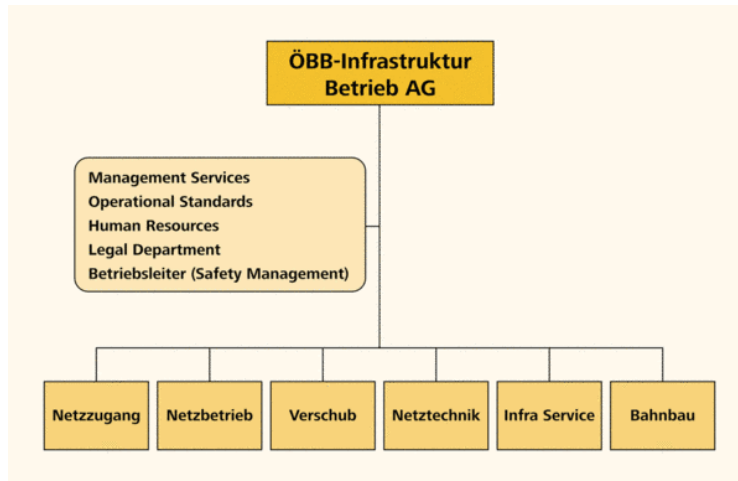 ÖBB-Infrastruktur
Betrieb AG
Management Services
Operational Standards
Human Resources
Legal Department
Betriebsleiter (Safety Management)
Netzzugang
Netzbetrieb
Verschub
Netztechnik
Infra Service
Bahnbau